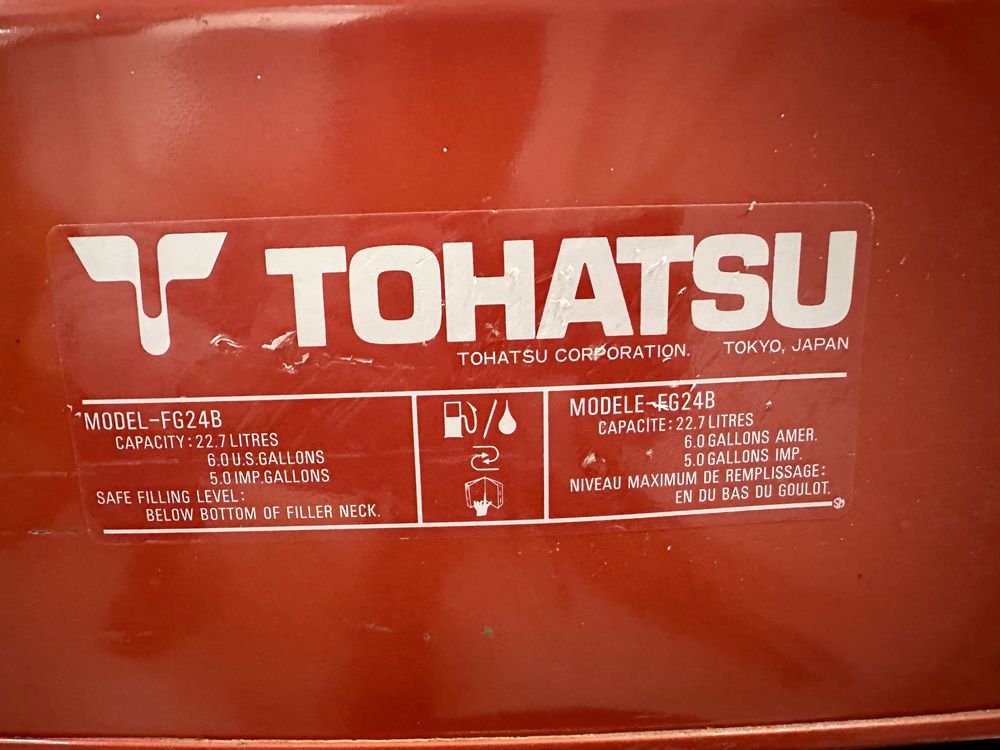 TOHATSU
TOHATSU CORPORATION. TOKYO, JAPAN
MODEL-FG24B
CAPACITY: 22.7 LITRES
6.0 U.S.GALLONS
5.0 IMP.GALLONS
SAFE FILLING LEVEL:
BELOW BOTTOM OF FILLER NECK.
MODELE-FG24B
CAPACITE: 22.7 LITRES
6.0 GALLONS AMER.
5.0 GALLONS IMP.
NIVEAU MAXIMUM DE REMPLISSAGE:
EN DU BAS DU GOULOT.